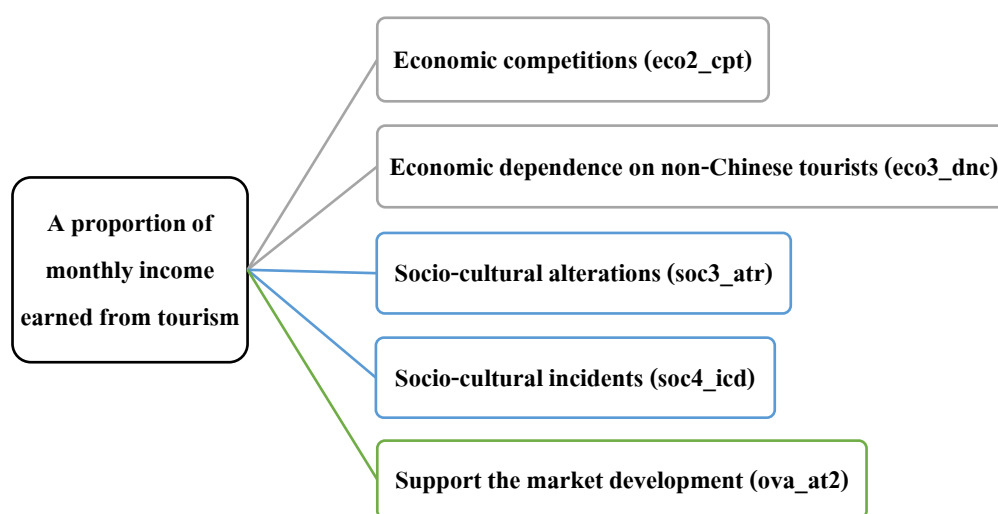 Economic competitions (eco2_cpt)
Economic dependence on non-Chinese tourists (eco3_dnc)
A proportion of
monthly income
earned from tourism
Socio-cultural alterations (soc3_atr)
Socio-cultural incidents (soc4_icd)
Support the market development (ova_at2)